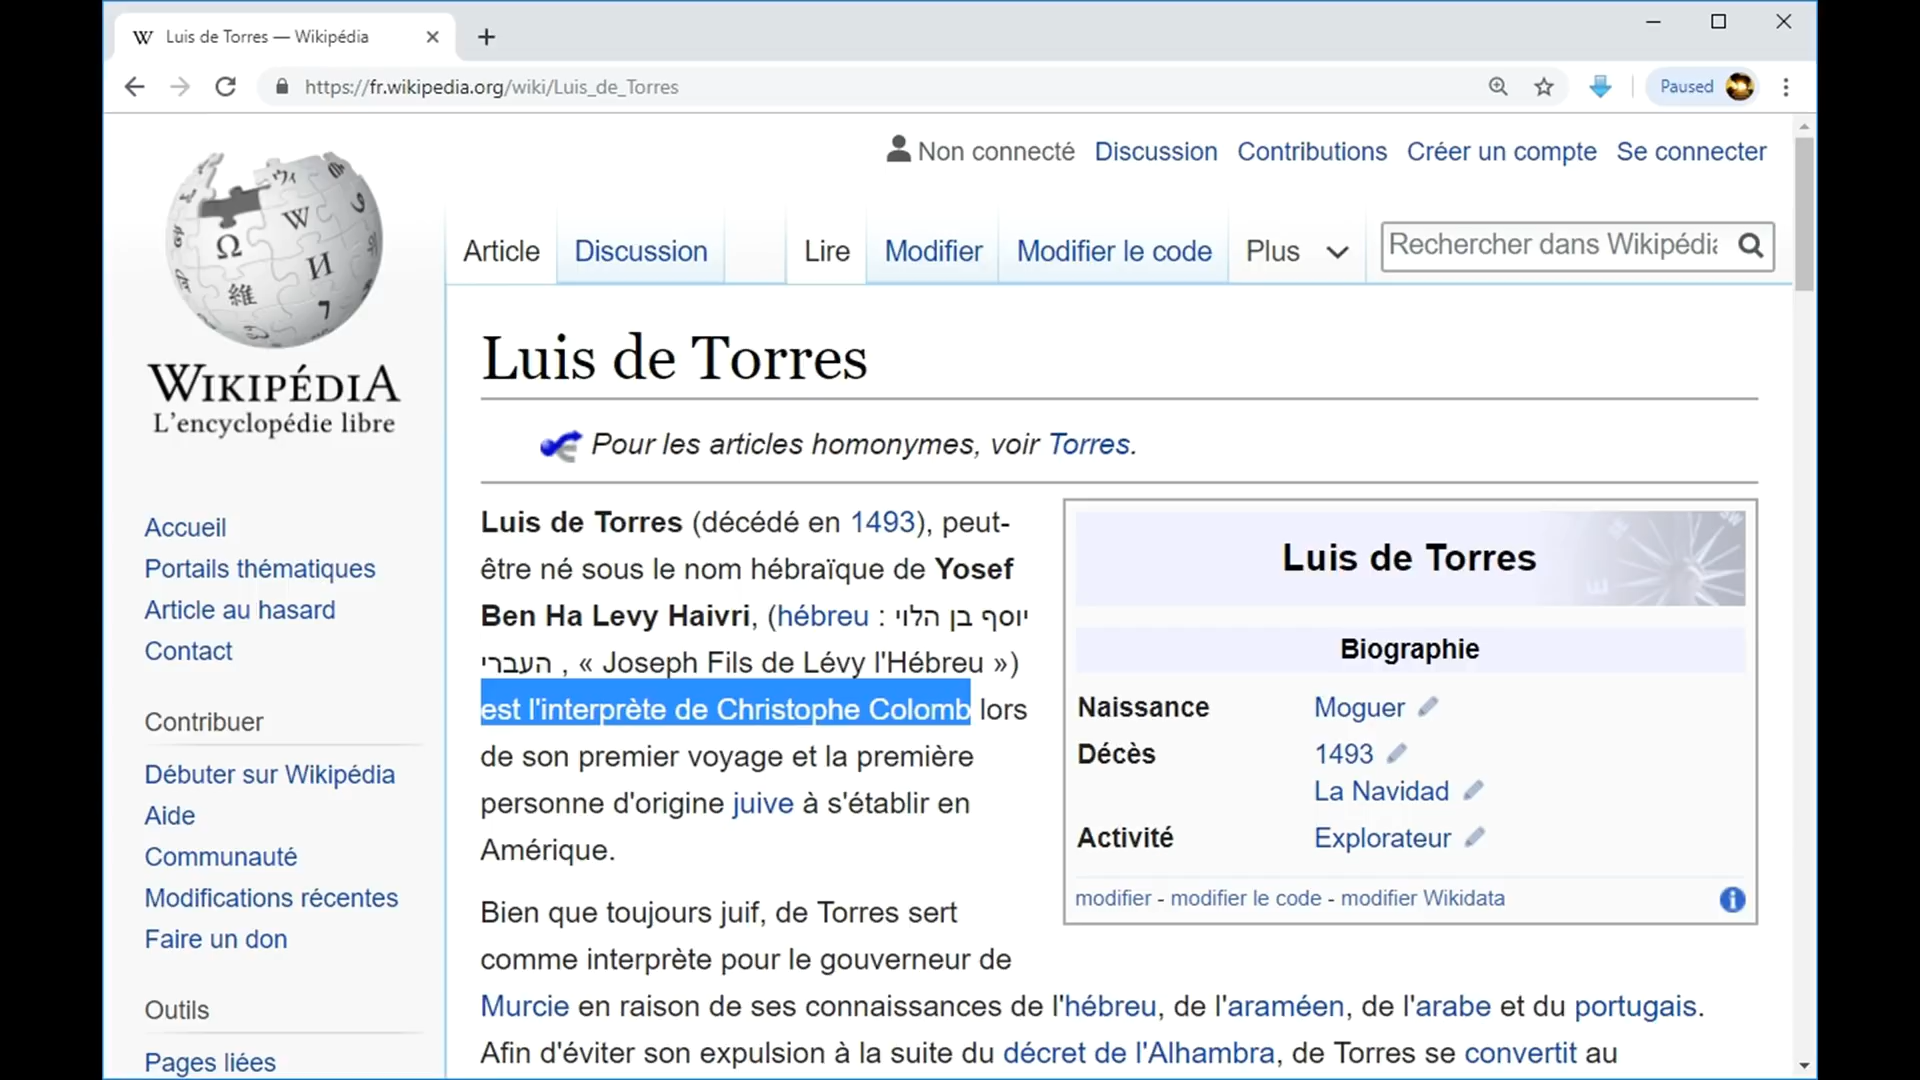 Luis de Torres — Wikipédia
https://fr.wikipedia.org/wiki/Luis_de_Torres
Paused
Non connecté Discussion Contributions Créer un compte Se connecter
Article Discussion Lire Modifier Modifier le code Plus
Rechercher dans Wikipédi
WIKIPÉDIA
L'encyclopédie libre
Accueil
Portails thématiques
Article au hasard
Contact
Contribuer
Débuter sur Wikipédia
Aide
Communauté
Modifications récentes
Faire un don
Outils
Pages liées
Luis de Torres
Pour les articles homonymes, voir Torres.
Luis de Torres (décédé en 1493), peut-
être né sous le nom hébraïque de Yosef
Ben Ha Levy Haivri, (hébreu : יוסף בן הלוי
העברי , « Joseph Fils de Lévy l'Hébreu »)
est l'interprète de Christophe Colomb lors
de son premier voyage et la première
personne d'origine juive à s'établir en
Amérique.
Bien que toujours juif, de Torres sert
comme interprète pour le gouverneur de
Murcie en raison de ses connaissances de l'hébreu, de l'araméen, de l'arabe et du portugais.
Afin d'éviter son expulsion à la suite du décret de l'Alhambra, de Torres se convertit au
Luis de Torres
Biographie
Naissance Moguer
Décès 1493
La Navidad
Activité Explorateur
modifier - modifier le code - modifier Wikidata